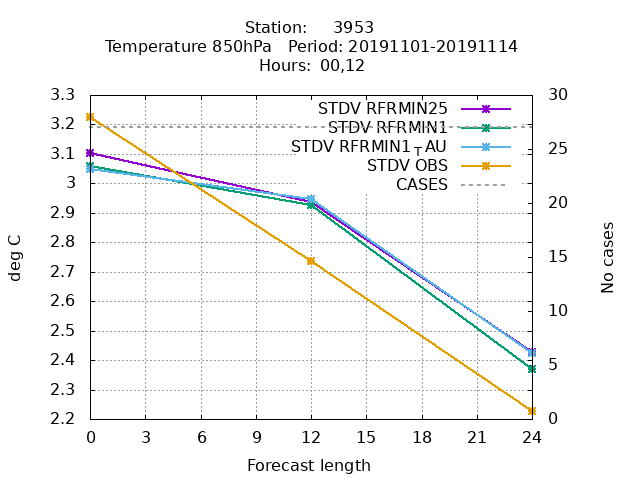 Station: 3953
Temperature 850hPa Period: 20191101-20191114
Hours: 00,12
3.3
3.2
3.1
3
2.9
2.8
2.7
2.6
2.5
2.4
2.3
2.2
deg C
STDV RFRMIN25
STDV RFRMIN1
STDV RFRMIN1TAU
STDV OBS
CASES
30
25
20
15
10
5
0
No cases
0 3 6 9 12 15 18 21 24
Forecast length